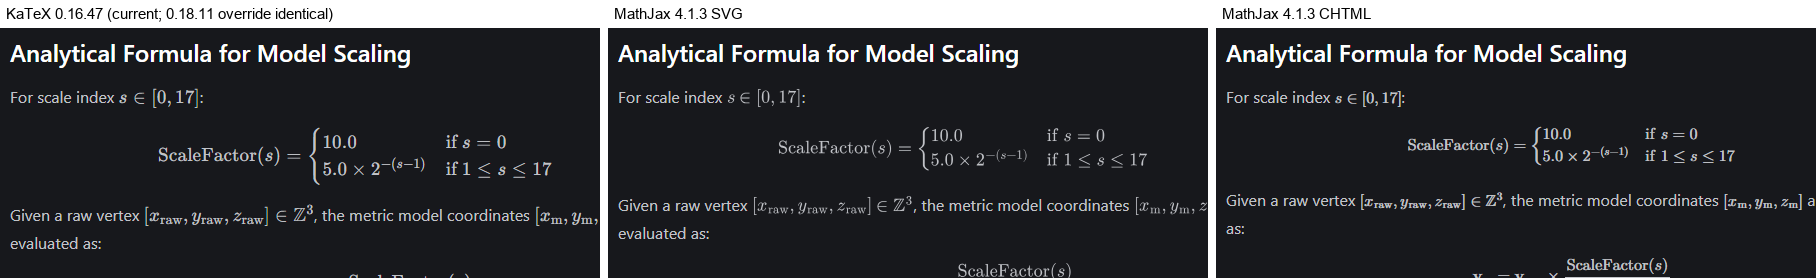 KaTeX 0.16.47 (current; 0.18.11 override identical)
Analytical Formula for Model Scaling
For scale index s ∈ [0, 17]:
ScaleFactor(s) = { 10.0 if s = 0
5.0 × 2^−(s−1) if 1 ≤ s ≤ 17
Given a raw vertex [x_raw, y_raw, z_raw] ∈ ℤ³, the metric model coordinates [x_m, y_m,
evaluated as:
ScaleFactor(s)
MathJax 4.1.3 SVG
Analytical Formula for Model Scaling
For scale index s ∈ [0, 17]:
ScaleFactor(s) = { 10.0 if s = 0
5.0 × 2^−(s−1) if 1 ≤ s ≤ 17
Given a raw vertex [x_raw, y_raw, z_raw] ∈ ℤ³, the metric model coordinates [x_m, y_m, z
evaluated as:
ScaleFactor(s)
MathJax 4.1.3 CHTML
Analytical Formula for Model Scaling
For scale index s ∈ [0, 17]:
ScaleFactor(s) = { 10.0 if s = 0
5.0 × 2^−(s−1) if 1 ≤ s ≤ 17
Given a raw vertex [x_raw, y_raw, z_raw] ∈ ℤ³, the metric model coordinates [x_m, y_m, z_m] a
as:
ScaleFactor(s)